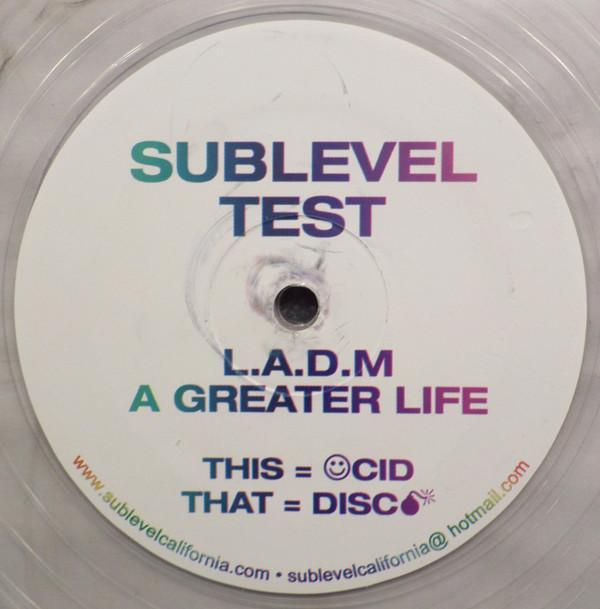 SUBLEVEL
TEST
L.A.D.M
A GREATER LIFE
THIS = ☺CID
THAT = DISC💣
www.sublevelcalifornia.com • sublevelcalifornia@ hotmail.com